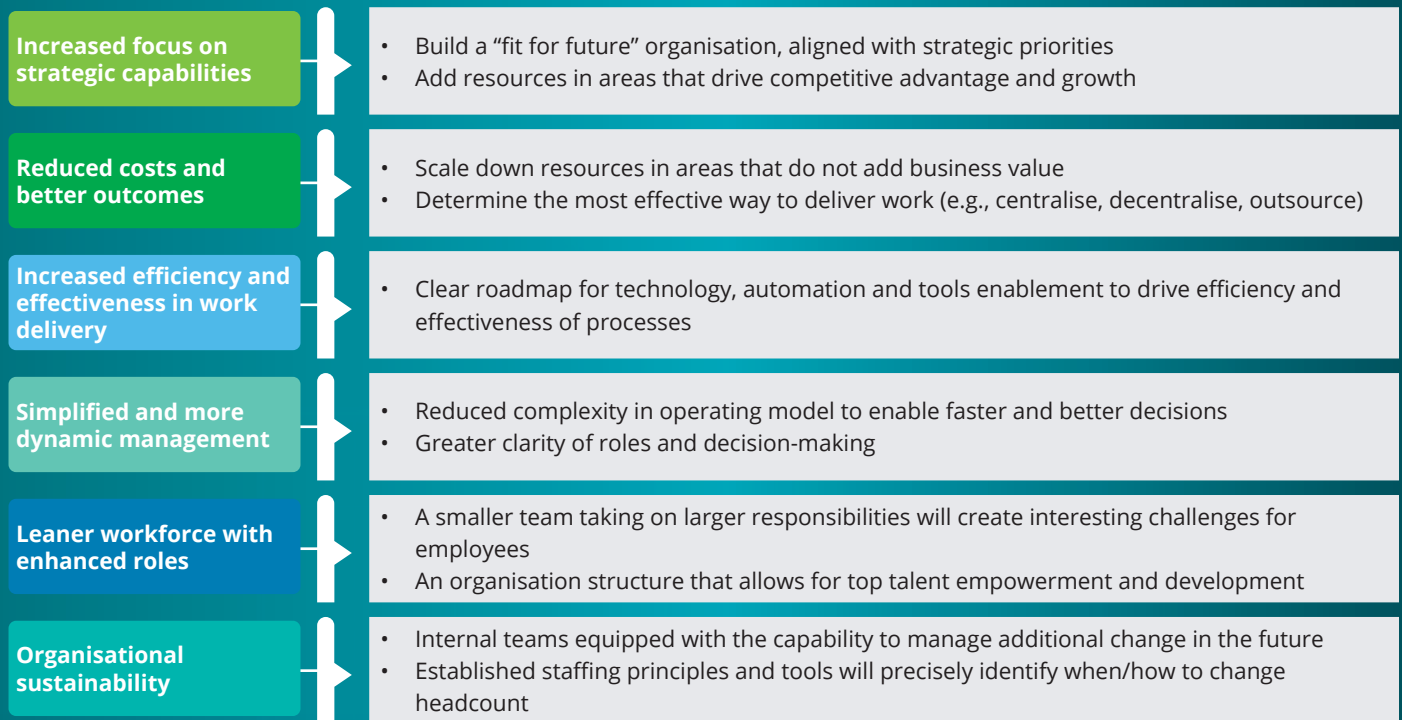 Increased focus on
strategic capabilities
• Build a “fit for future” organisation, aligned with strategic priorities
• Add resources in areas that drive competitive advantage and growth
Reduced costs and
better outcomes
• Scale down resources in areas that do not add business value
• Determine the most effective way to deliver work (e.g., centralise, decentralise, outsource)
Increased efficiency and
effectiveness in work
delivery
• Clear roadmap for technology, automation and tools enablement to drive efficiency and
effectiveness of processes
Simplified and more
dynamic management
• Reduced complexity in operating model to enable faster and better decisions
• Greater clarity of roles and decision-making
Leaner workforce with
enhanced roles
• A smaller team taking on larger responsibilities will create interesting challenges for
employees
• An organisation structure that allows for top talent empowerment and development
Organisational
sustainability
• Internal teams equipped with the capability to manage additional change in the future
• Established staffing principles and tools will precisely identify when/how to change
headcount